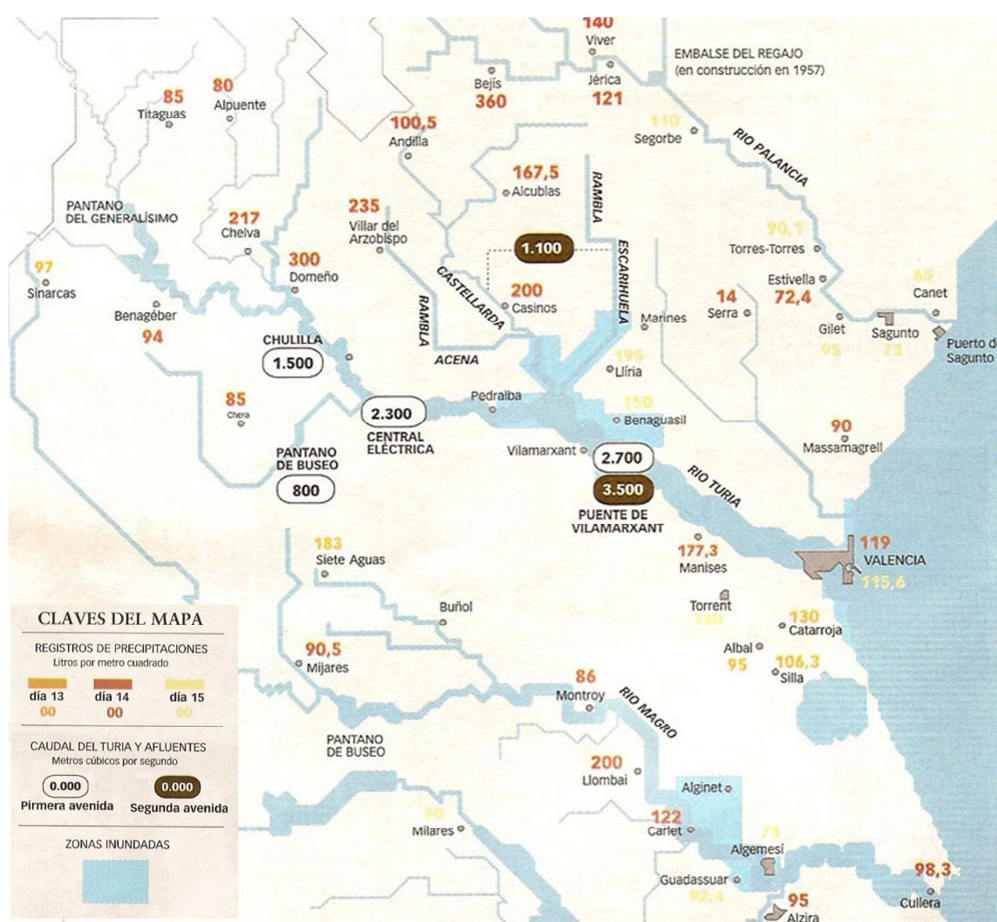 140
Viver
EMBALSE DEL REGAJO
(en construcción en 1957)
Jérica
121
Bejís
360
80
Alpuente
85
Titaguas
100,5
Andilla
110
Segorbe
RIO PALANCIA
167,5
Alcublas
RAMBLA
ESCARIHUELA
PANTANO
DEL GENERALÍSIMO
217
Chelva
235
Villar del
Arzobispo
1.100
90,1
Torres-Torres
97
Sinarcas
300
Domeño
CASTELLARDA
200
Casinos
Estivella
72,4
65
Canet
14
Serra
Benagéber
94
RAMBLA
ACENA
Marines
Gilet
95
Sagunto
73
Puerto de
Sagunto
CHULILLA
1.500
195
Llíria
85
Chera
2.300
CENTRAL
ELÉCTRICA
Pedralba
150
Benaguasil
90
Massamagrell
PANTANO
DE BUSEO
800
Vilamarxant
2.700
3.500
PUENTE DE
VILAMARXANT
RIO TURIA
183
Siete Aguas
177,3
Manises
119
VALENCIA
115,6
Buñol
Torrent
130
130
Catarroja
90,5
Mijares
Albal
95
106,3
Silla
86
Montroy
RIO MAGRO
PANTANO
DE BUSEO
200
Llombai
Alginet
90
Milares
122
Carlet
75
Algemesí
Guadassuar
92,4
98,3
Cullera
95
Alzira
CLAVES DEL MAPA
REGISTROS DE PRECIPITACIONES
Litros por metro cuadrado
día 13 día 14 día 15
00 00 00
CAUDAL DEL TURIA Y AFLUENTES
Metros cúbicos por segundo
0.000 0.000
Pirmera avenida Segunda avenida
ZONAS INUNDADAS